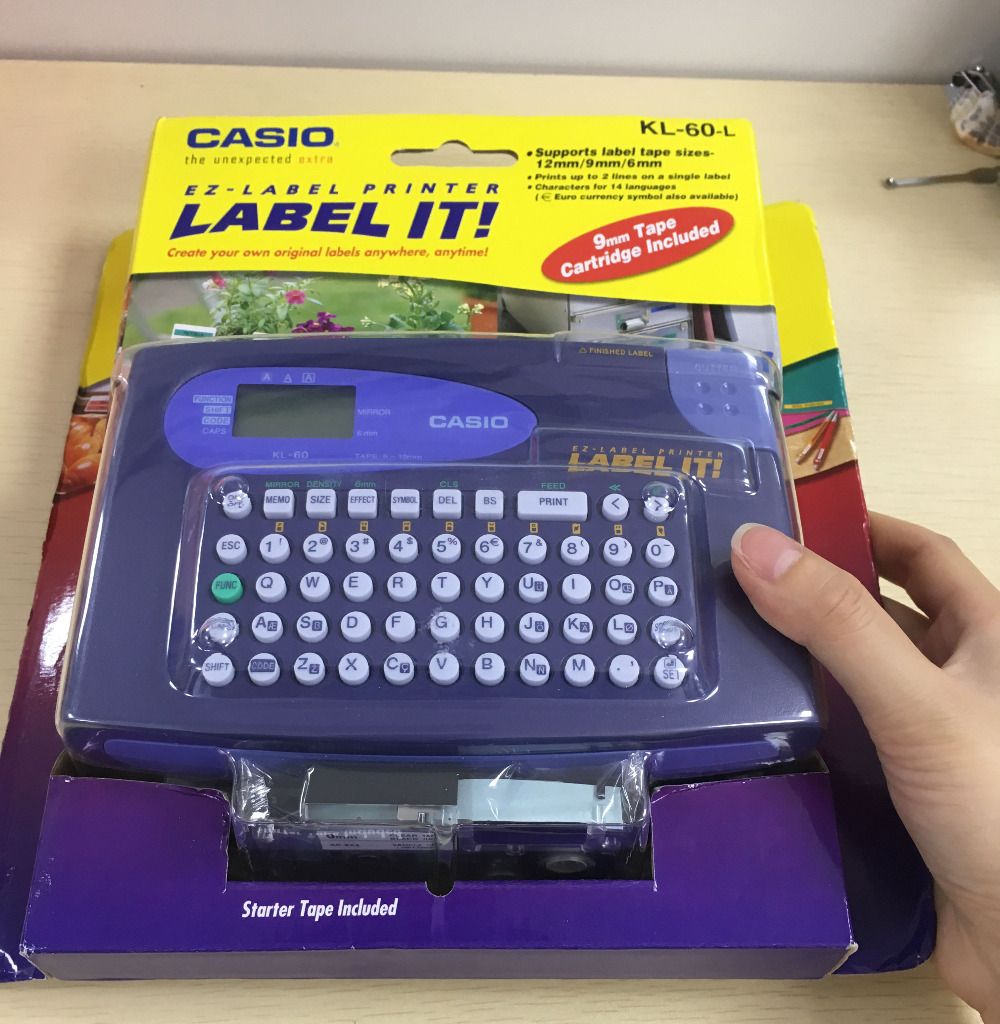 CASIO
the unexpected extra
KL-60-L
• Supports label tape sizes-
12mm/9mm/6mm
• Prints up to 2 lines on a single label
• Characters for 14 languages
(€ Euro currency symbol also available)
EZ-LABEL PRINTER
LABEL IT!
Create your own original labels anywhere, anytime!
9mm Tape
Cartridge Included
⚠ FINISHED LABEL
CUTTER
A A A
FUNCTION
SHIFT
CODE
CAPS
MIRROR
6mm
CASIO
KL-60
EZ-LABEL PRINTER
LABEL IT!
MIRROR DENSITY 6mm CLS FEED ≪
MEMO SIZE EFFECT SYMBOL DEL BS PRINT < >
ESC 1! 2@ 3# 4$ 5% 6€ 7& 8( 9) 0-
FUNC Q W E R T Y U I O P
A S D F G H J K L
SHIFT CODE Z X C V B N M . ' SET
Starter Tape Included